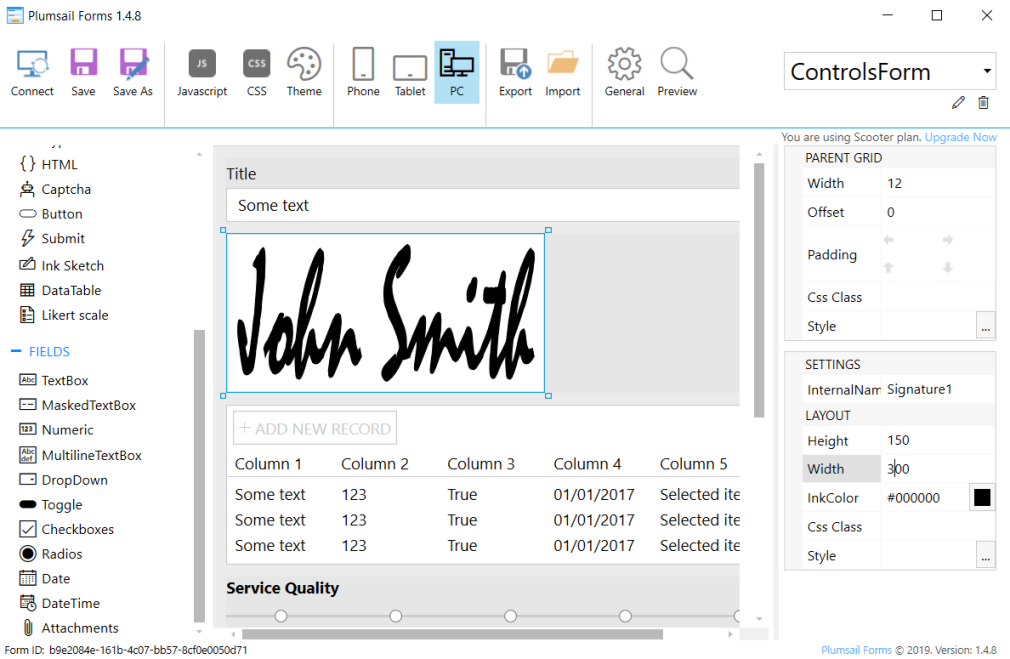 Plumsail Forms 1.4.8
Connect Save Save As Javascript CSS Theme Phone Tablet PC Export Import General Preview
JS CSS
ControlsForm
You are using Scooter plan. Upgrade Now
HTML
Captcha
Button
Submit
Ink Sketch
DataTable
Likert scale
FIELDS
Abc TextBox
MaskedTextBox
123 Numeric
Abc def MultilineTextBox
DropDown
Toggle
Checkboxes
Radios
Date
DateTime
Attachments
Title
Some text
John Smith
+ ADD NEW RECORD
Column 1 Column 2 Column 3 Column 4 Column 5
Some text 123 True 01/01/2017 Selected ite
Some text 123 True 01/01/2017 Selected ite
Some text 123 True 01/01/2017 Selected ite
Service Quality
PARENT GRID
Width 12
Offset 0
Padding
Css Class
Style ...
SETTINGS
InternalNam Signature1
LAYOUT
Height 150
Width 300
InkColor #000000
Css Class
Style ...
Form ID: b9e2084e-161b-4c07-bb57-8cf0e0050d71
Plumsail Forms © 2019. Version: 1.4.8